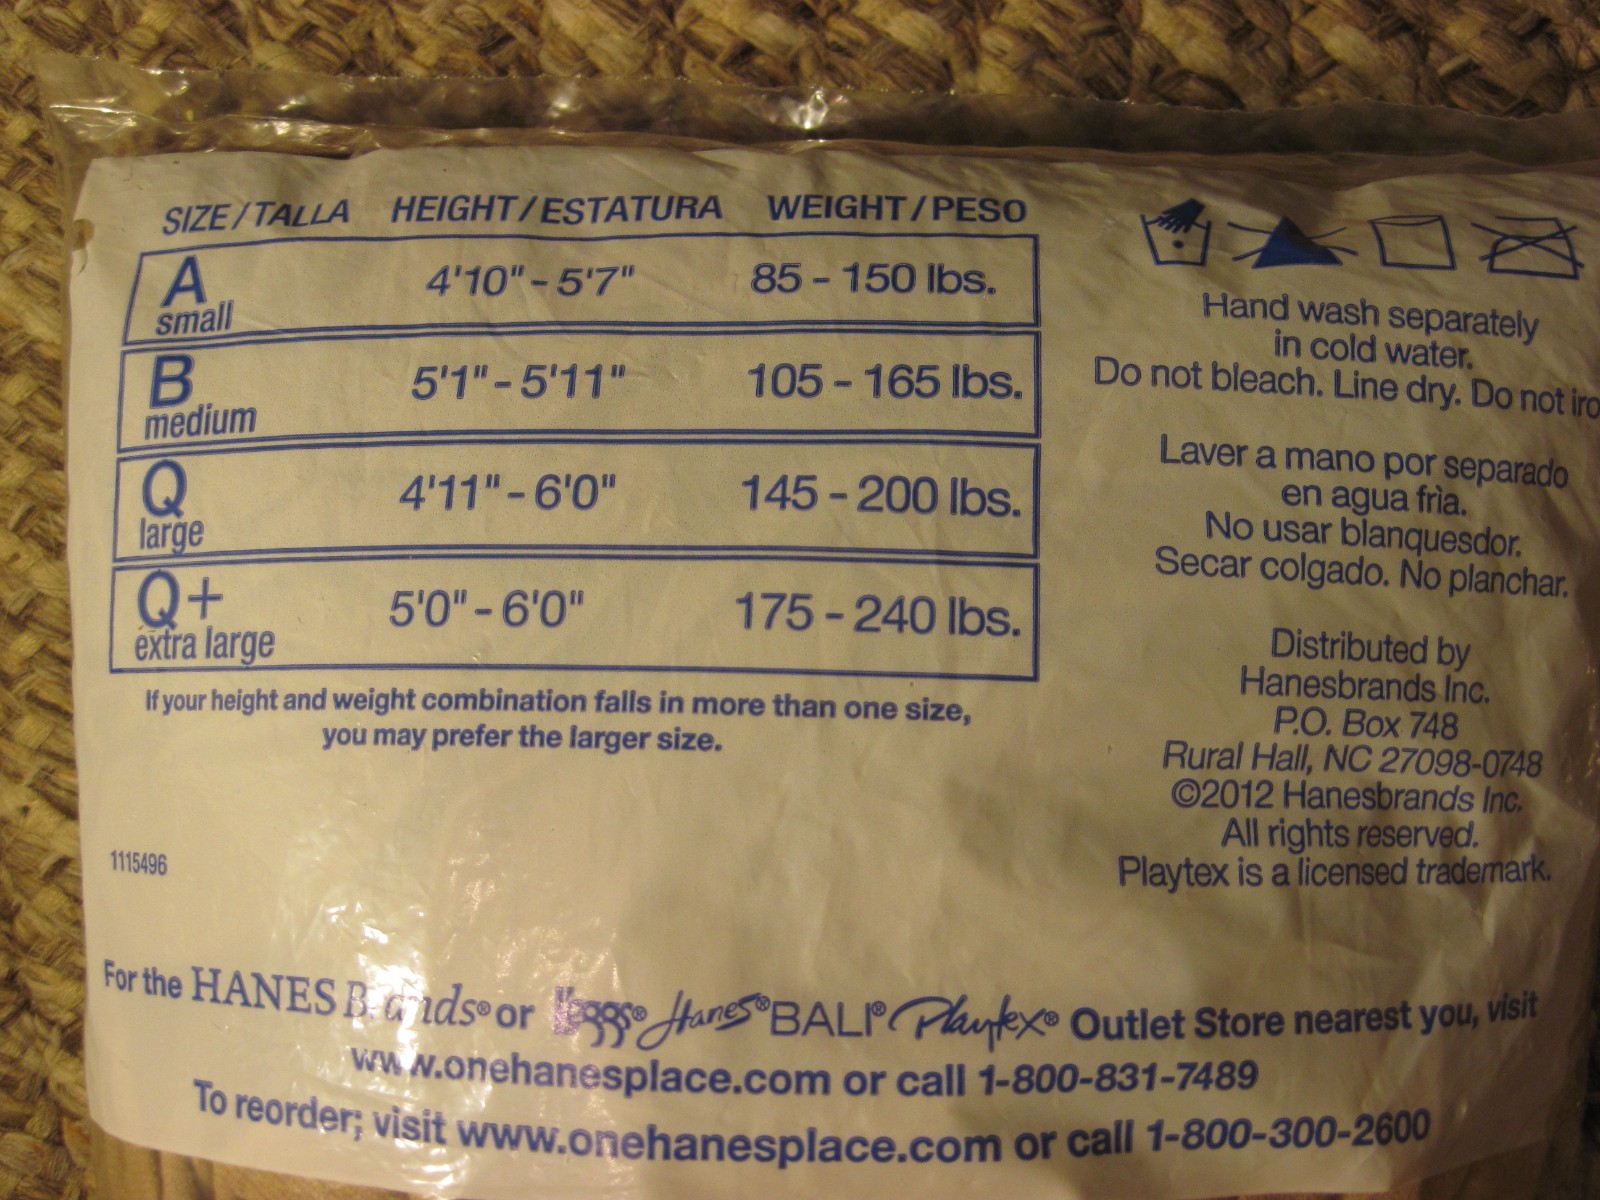 SIZE/TALLA HEIGHT/ESTATURA WEIGHT/PESO
A 4'10" - 5'7" 85 - 150 lbs.
small
B 5'1" - 5'11" 105 - 165 lbs.
medium
Q 4'11" - 6'0" 145 - 200 lbs.
large
Q+ 5'0" - 6'0" 175 - 240 lbs.
extra large
If your height and weight combination falls in more than one size,
you may prefer the larger size.
1115496
Hand wash separately
in cold water.
Do not bleach. Line dry. Do not iro
Laver a mano por separado
en agua frìa.
No usar blanquesdor.
Secar colgado. No planchar.
Distributed by
Hanesbrands Inc.
P.O. Box 748
Rural Hall, NC 27098-0748
©2012 Hanesbrands Inc.
All rights reserved.
Playtex is a licensed trademark.
For the HANES Brands® or L'eggs® Hanes® BALI® Playtex® Outlet Store nearest you, visit
www.onehanesplace.com or call 1-800-831-7489
To reorder; visit www.onehanesplace.com or call 1-800-300-2600